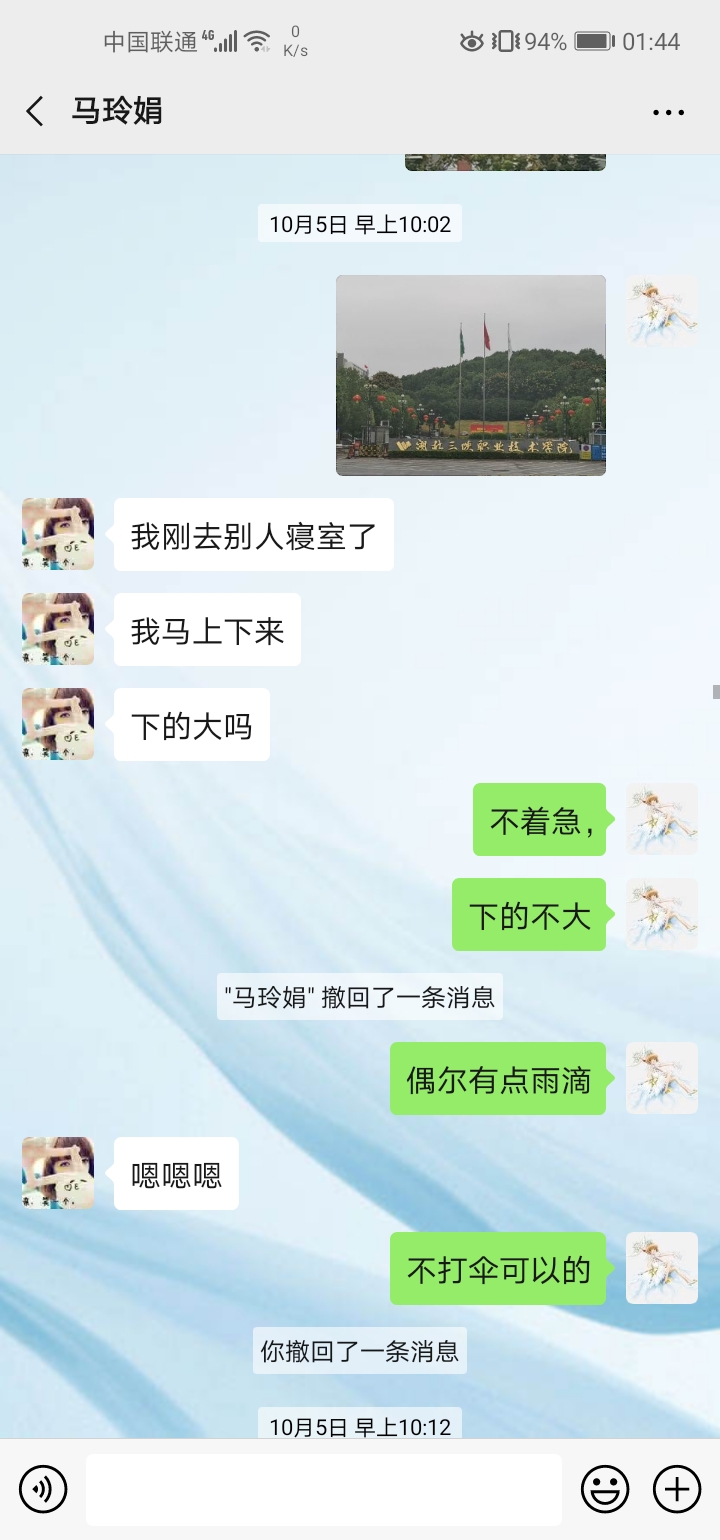 中国联通 4G 0 K/s 94% 01:44
马玲娟
10月5日 早上10:02
湖北三峡职业技术学院
我刚去别人寝室了
我马上下来
下的大吗
不着急,
下的不大
"马玲娟" 撤回了一条消息
偶尔有点雨滴
嗯嗯嗯
不打伞可以的
你撤回了一条消息
10月5日 早上10:12